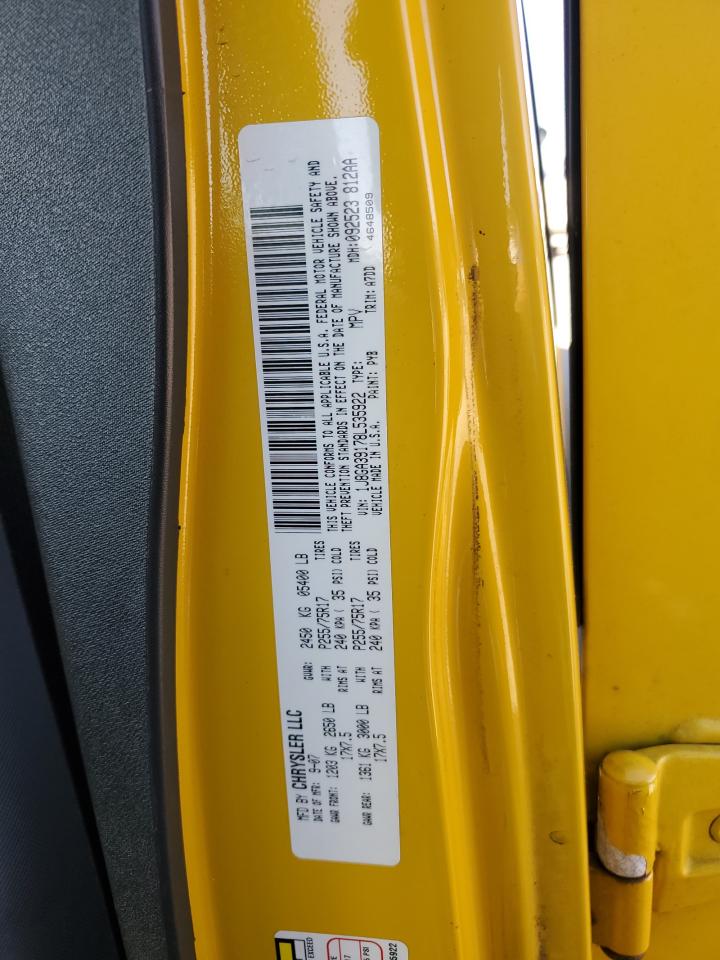 MFD BY CHRYSLER LLC
DATE OF MFR: 9-07
GVWR: 2450 KG 05400 LB
GAWR FRONT: 1203 KG 2650 LB WITH P255/75R17 TIRES
17X7.5 RIMS AT 240 KPA ( 35 PSI) COLD
GAWR REAR: 1361 KG 3000 LB WITH P255/75R17 TIRES
17X7.5 RIMS AT 240 KPA ( 35 PSI) COLD
THIS VEHICLE CONFORMS TO ALL APPLICABLE U.S.A. FEDERAL MOTOR VEHICLE SAFETY AND
THEFT PREVENTION STANDARDS IN EFFECT ON THE DATE OF MANUFACTURE SHOWN ABOVE.
VIN: 1J8GA39178L535922 TYPE: MPV MDH:092523 812AA
VEHICLE MADE IN U.S.A. PAINT: PYB TRIM: A7DD 4648509
EXCEED
PSI
5922